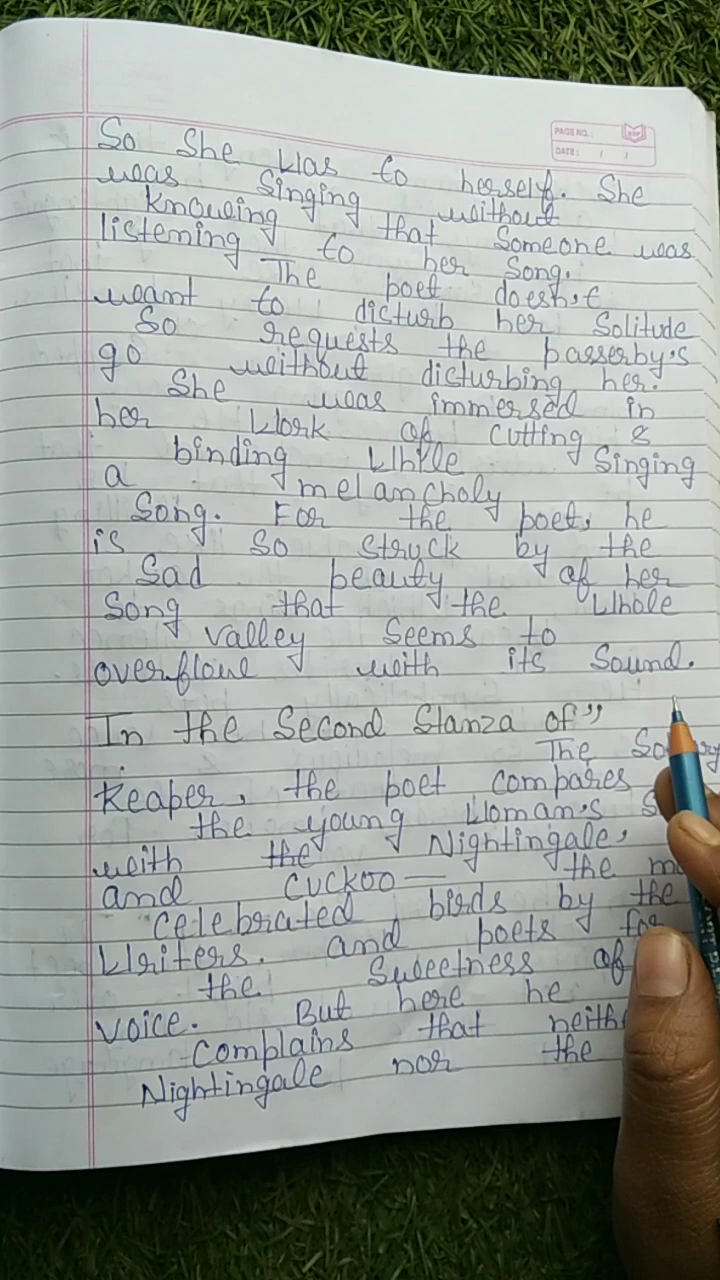 PAGE NO.:
DATE: / /
So She was to herself. She
was Singing without
knowing that Someone was
listening to her Song.
The poet doesn,t
want to disturb her Solitude
So requests the passerby's
go without disturbing her.
She was immersed in
her work of cutting &
binding while Singing
a melancholy
Song. For the poet, he
is so struck by the
Sad beauty of her
Song that the whole
valley Seems to
overflow with its Sound.
In the Second Stanza of"
The
Reaper, the poet compares
the young woman's
with the Nightingale,
and Cuckoo— the
celebrated birds by the
writers. and poets for
the Sweetness of
voice. But here he
Complains that
Nightingale nor the